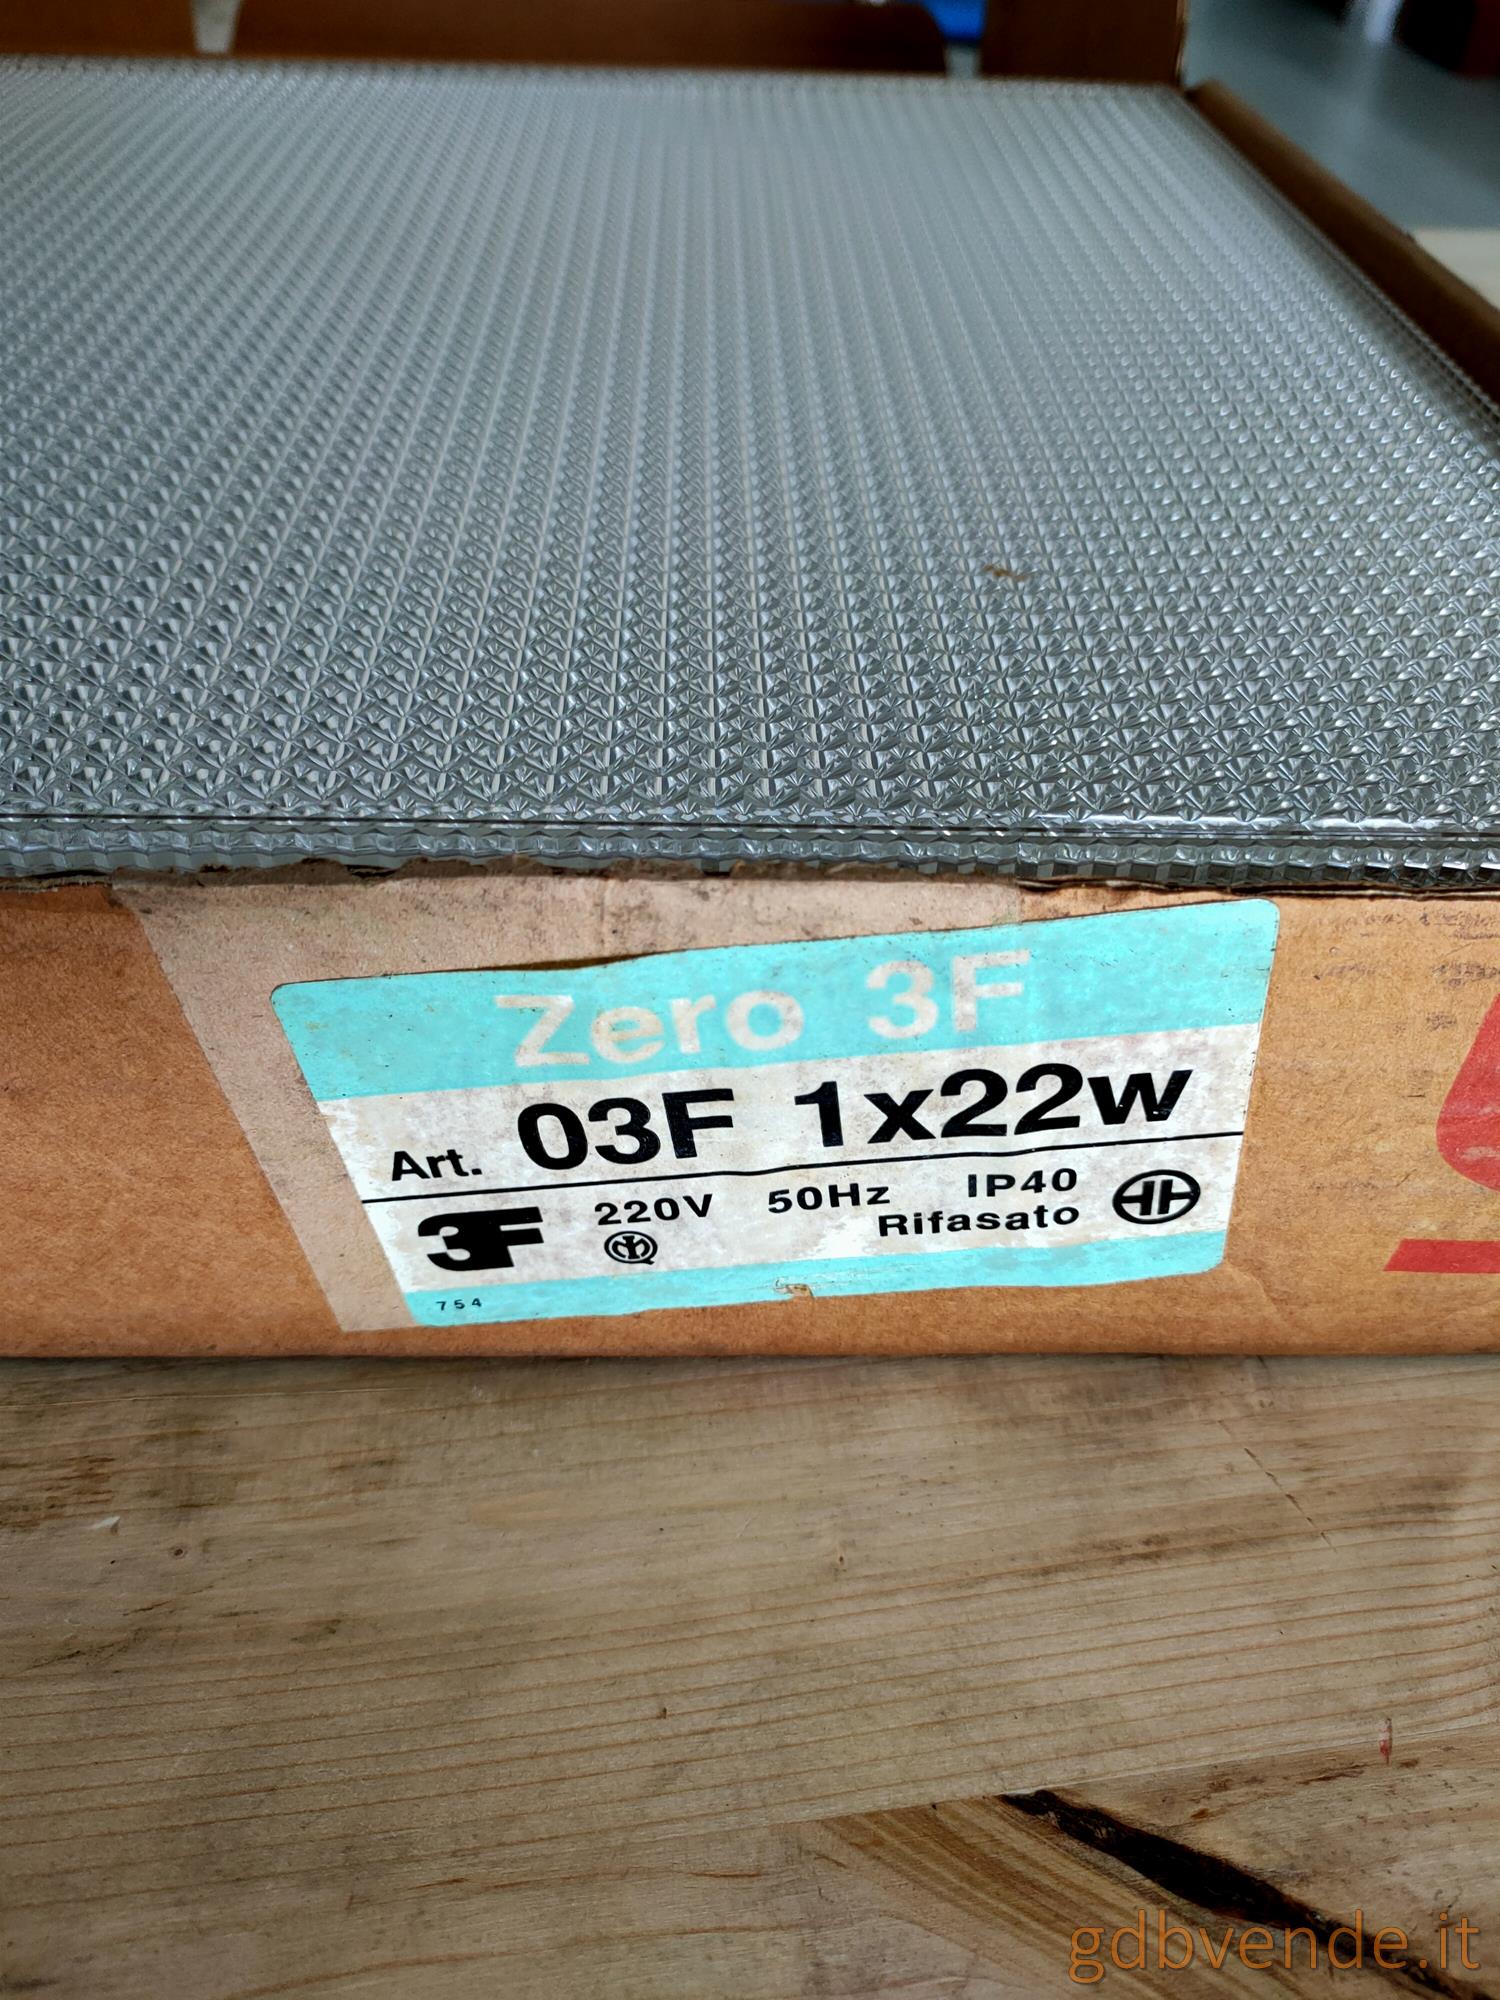 Zero 3F
Art. 03F 1x22w
3F 220V 50Hz IP40
Rifasato
754
gdbvende.it